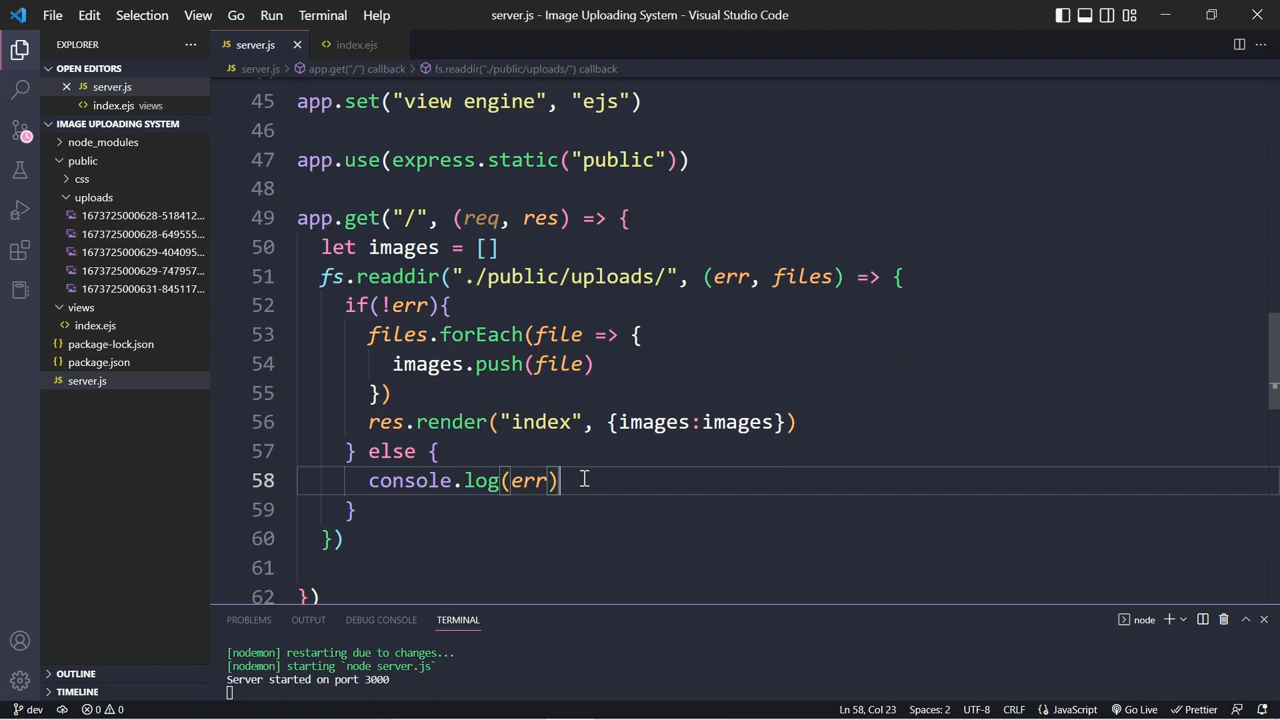 File Edit Selection View Go Run Terminal Help
server.js - Image Uploading System - Visual Studio Code
EXPLORER
OPEN EDITORS
server.js
index.ejs views
IMAGE UPLOADING SYSTEM
node_modules
public
css
uploads
1673725000628-518412...
1673725000628-649555...
1673725000629-404095...
1673725000629-747957...
1673725000631-845117...
views
index.ejs
package-lock.json
package.json
server.js
OUTLINE
TIMELINE
server.js
index.ejs
server.js > app.get("/") callback > fs.readdir("./public/uploads/") callback
45 app.set("view engine", "ejs")
46
47 app.use(express.static("public"))
48
49 app.get("/", (req, res) => {
50 let images = []
51 fs.readdir("./public/uploads/", (err, files) => {
52 if(!err){
53 files.forEach(file => {
54 images.push(file)
55 })
56 res.render("index", {images:images})
57 } else {
58 console.log(err)
59 }
60 })
61
62 })
PROBLEMS OUTPUT DEBUG CONSOLE TERMINAL
node
[nodemon] restarting due to changes...
[nodemon] starting `node server.js`
Server started on port 3000
dev
0 0
Ln 58, Col 23 Spaces: 2 UTF-8 CRLF JavaScript Go Live Prettier